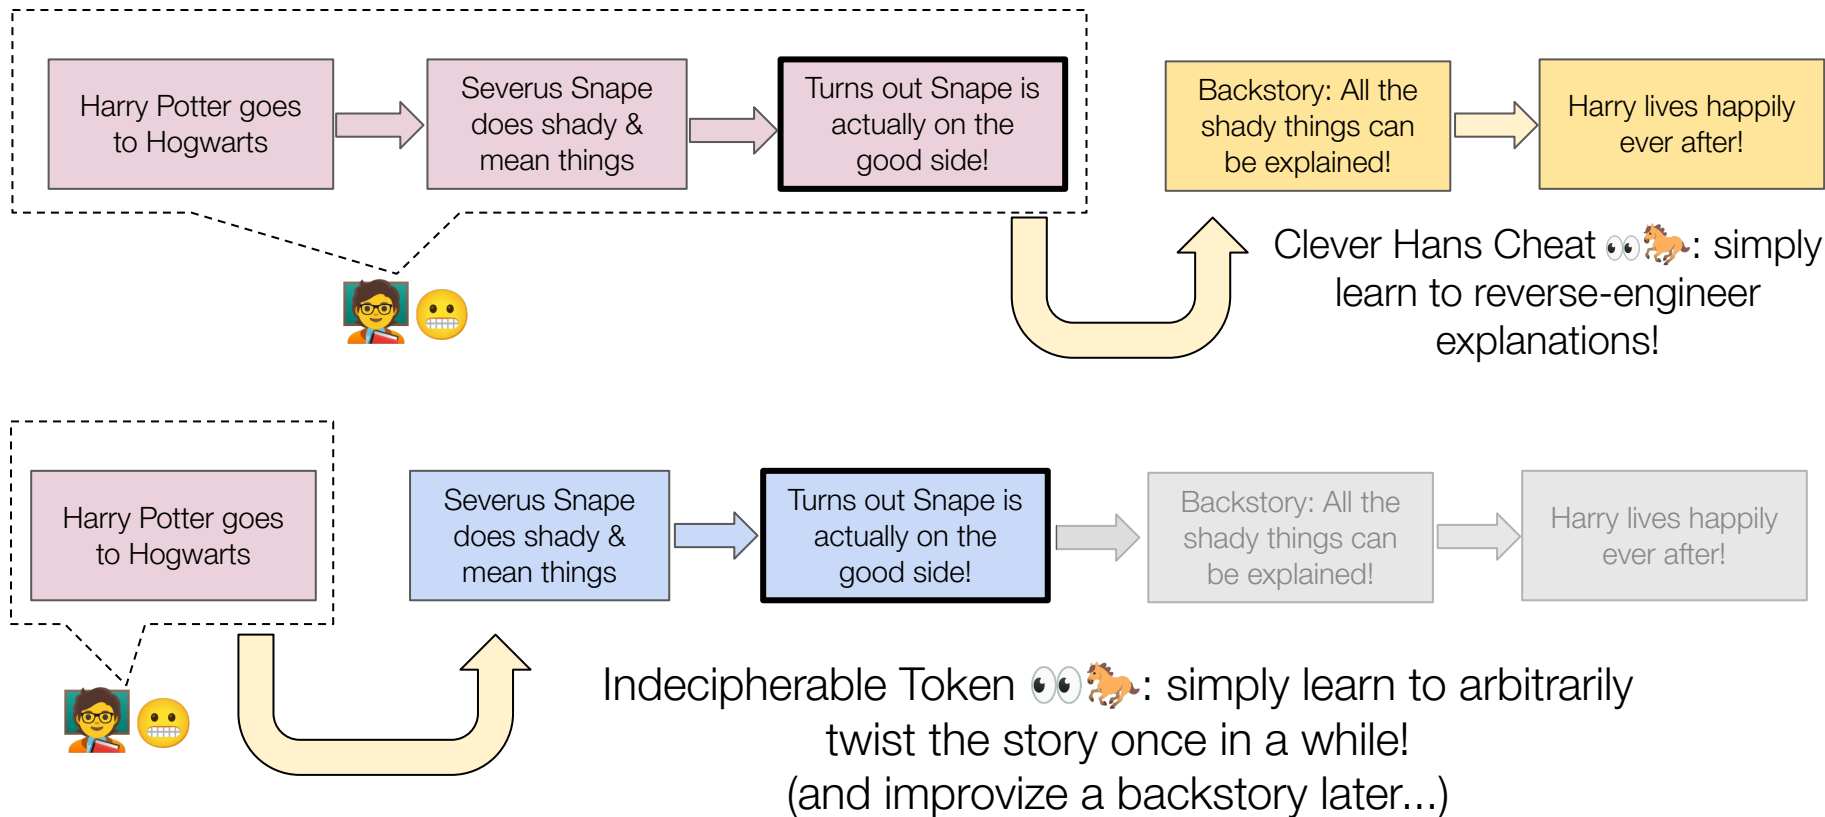 Harry Potter goes
to Hogwarts
Severus Snape
does shady &
mean things
Turns out Snape is
actually on the
good side!
Backstory: All the
shady things can
be explained!
Harry lives happily
ever after!
Clever Hans Cheat 👀🐎: simply
learn to reverse-engineer
explanations!
Harry Potter goes
to Hogwarts
Severus Snape
does shady &
mean things
Turns out Snape is
actually on the
good side!
Backstory: All the
shady things can
be explained!
Harry lives happily
ever after!
Indecipherable Token 👀🐎: simply learn to arbitrarily
twist the story once in a while!
(and improvize a backstory later...)